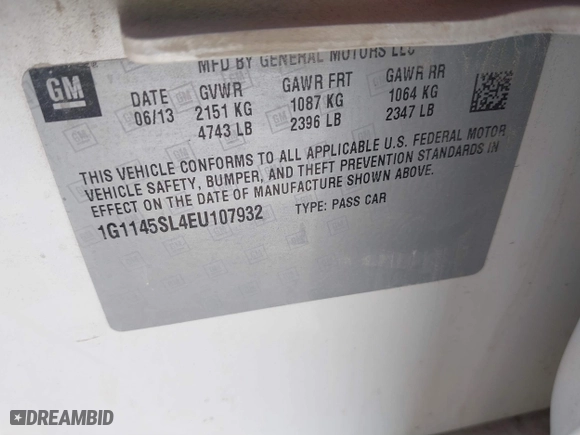 MFD BY GENERAL MOTORS LLC
GM
DATE GVWR GAWR FRT GAWR RR
06/13 2151 KG 1087 KG 1064 KG
4743 LB 2396 LB 2347 LB
THIS VEHICLE CONFORMS TO ALL APPLICABLE U.S. FEDERAL MOTOR
VEHICLE SAFETY, BUMPER, AND THEFT PREVENTION STANDARDS IN
EFFECT ON THE DATE OF MANUFACTURE SHOWN ABOVE.
1G1145SL4EU107932 TYPE: PASS CAR
DREAMBID